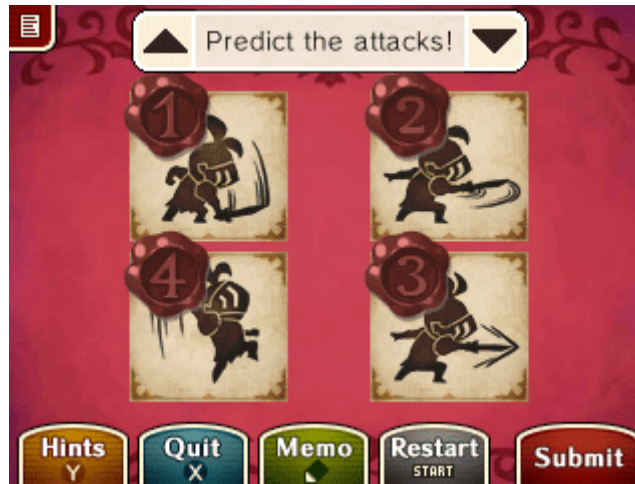 Predict the attacks!
1
2
4
3
Hints
Y
Quit
X
Memo
Restart
START
Submit